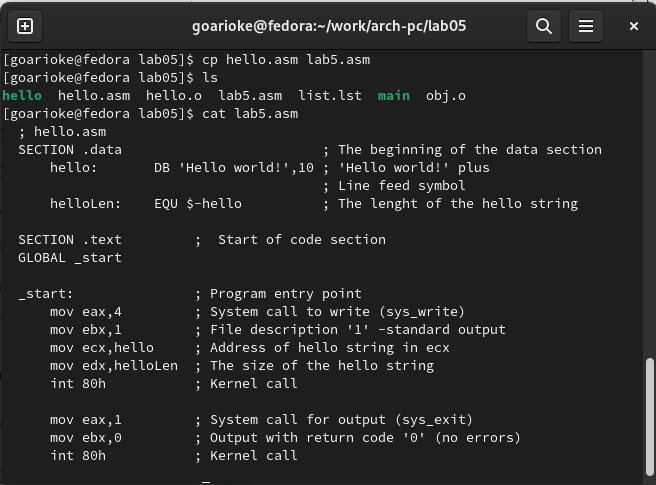 goarioke@fedora:~/work/arch-pc/lab05
[goarioke@fedora lab05]$ cp hello.asm lab5.asm
[goarioke@fedora lab05]$ ls
hello  hello.asm  hello.o  lab5.asm  list.lst  main  obj.o
[goarioke@fedora lab05]$ cat lab5.asm
; hello.asm
SECTION .data                         ; The beginning of the data section
hello:       DB 'Hello world!',10 ; 'Hello world!' plus
; Line feed symbol
helloLen:    EQU $-hello          ; The lenght of the hello string
SECTION .text         ;  Start of code section
GLOBAL _start
_start:               ; Program entry point
mov eax,4         ; System call to write (sys_write)
mov ebx,1         ; File description '1' -standard output
mov ecx,hello     ; Address of hello string in ecx
mov edx,helloLen  ; The size of the hello string
int 80h           ; Kernel call
mov eax,1         ; System call for output (sys_exit)
mov ebx,0         ; Output with return code '0' (no errors)
int 80h           ; Kernel call